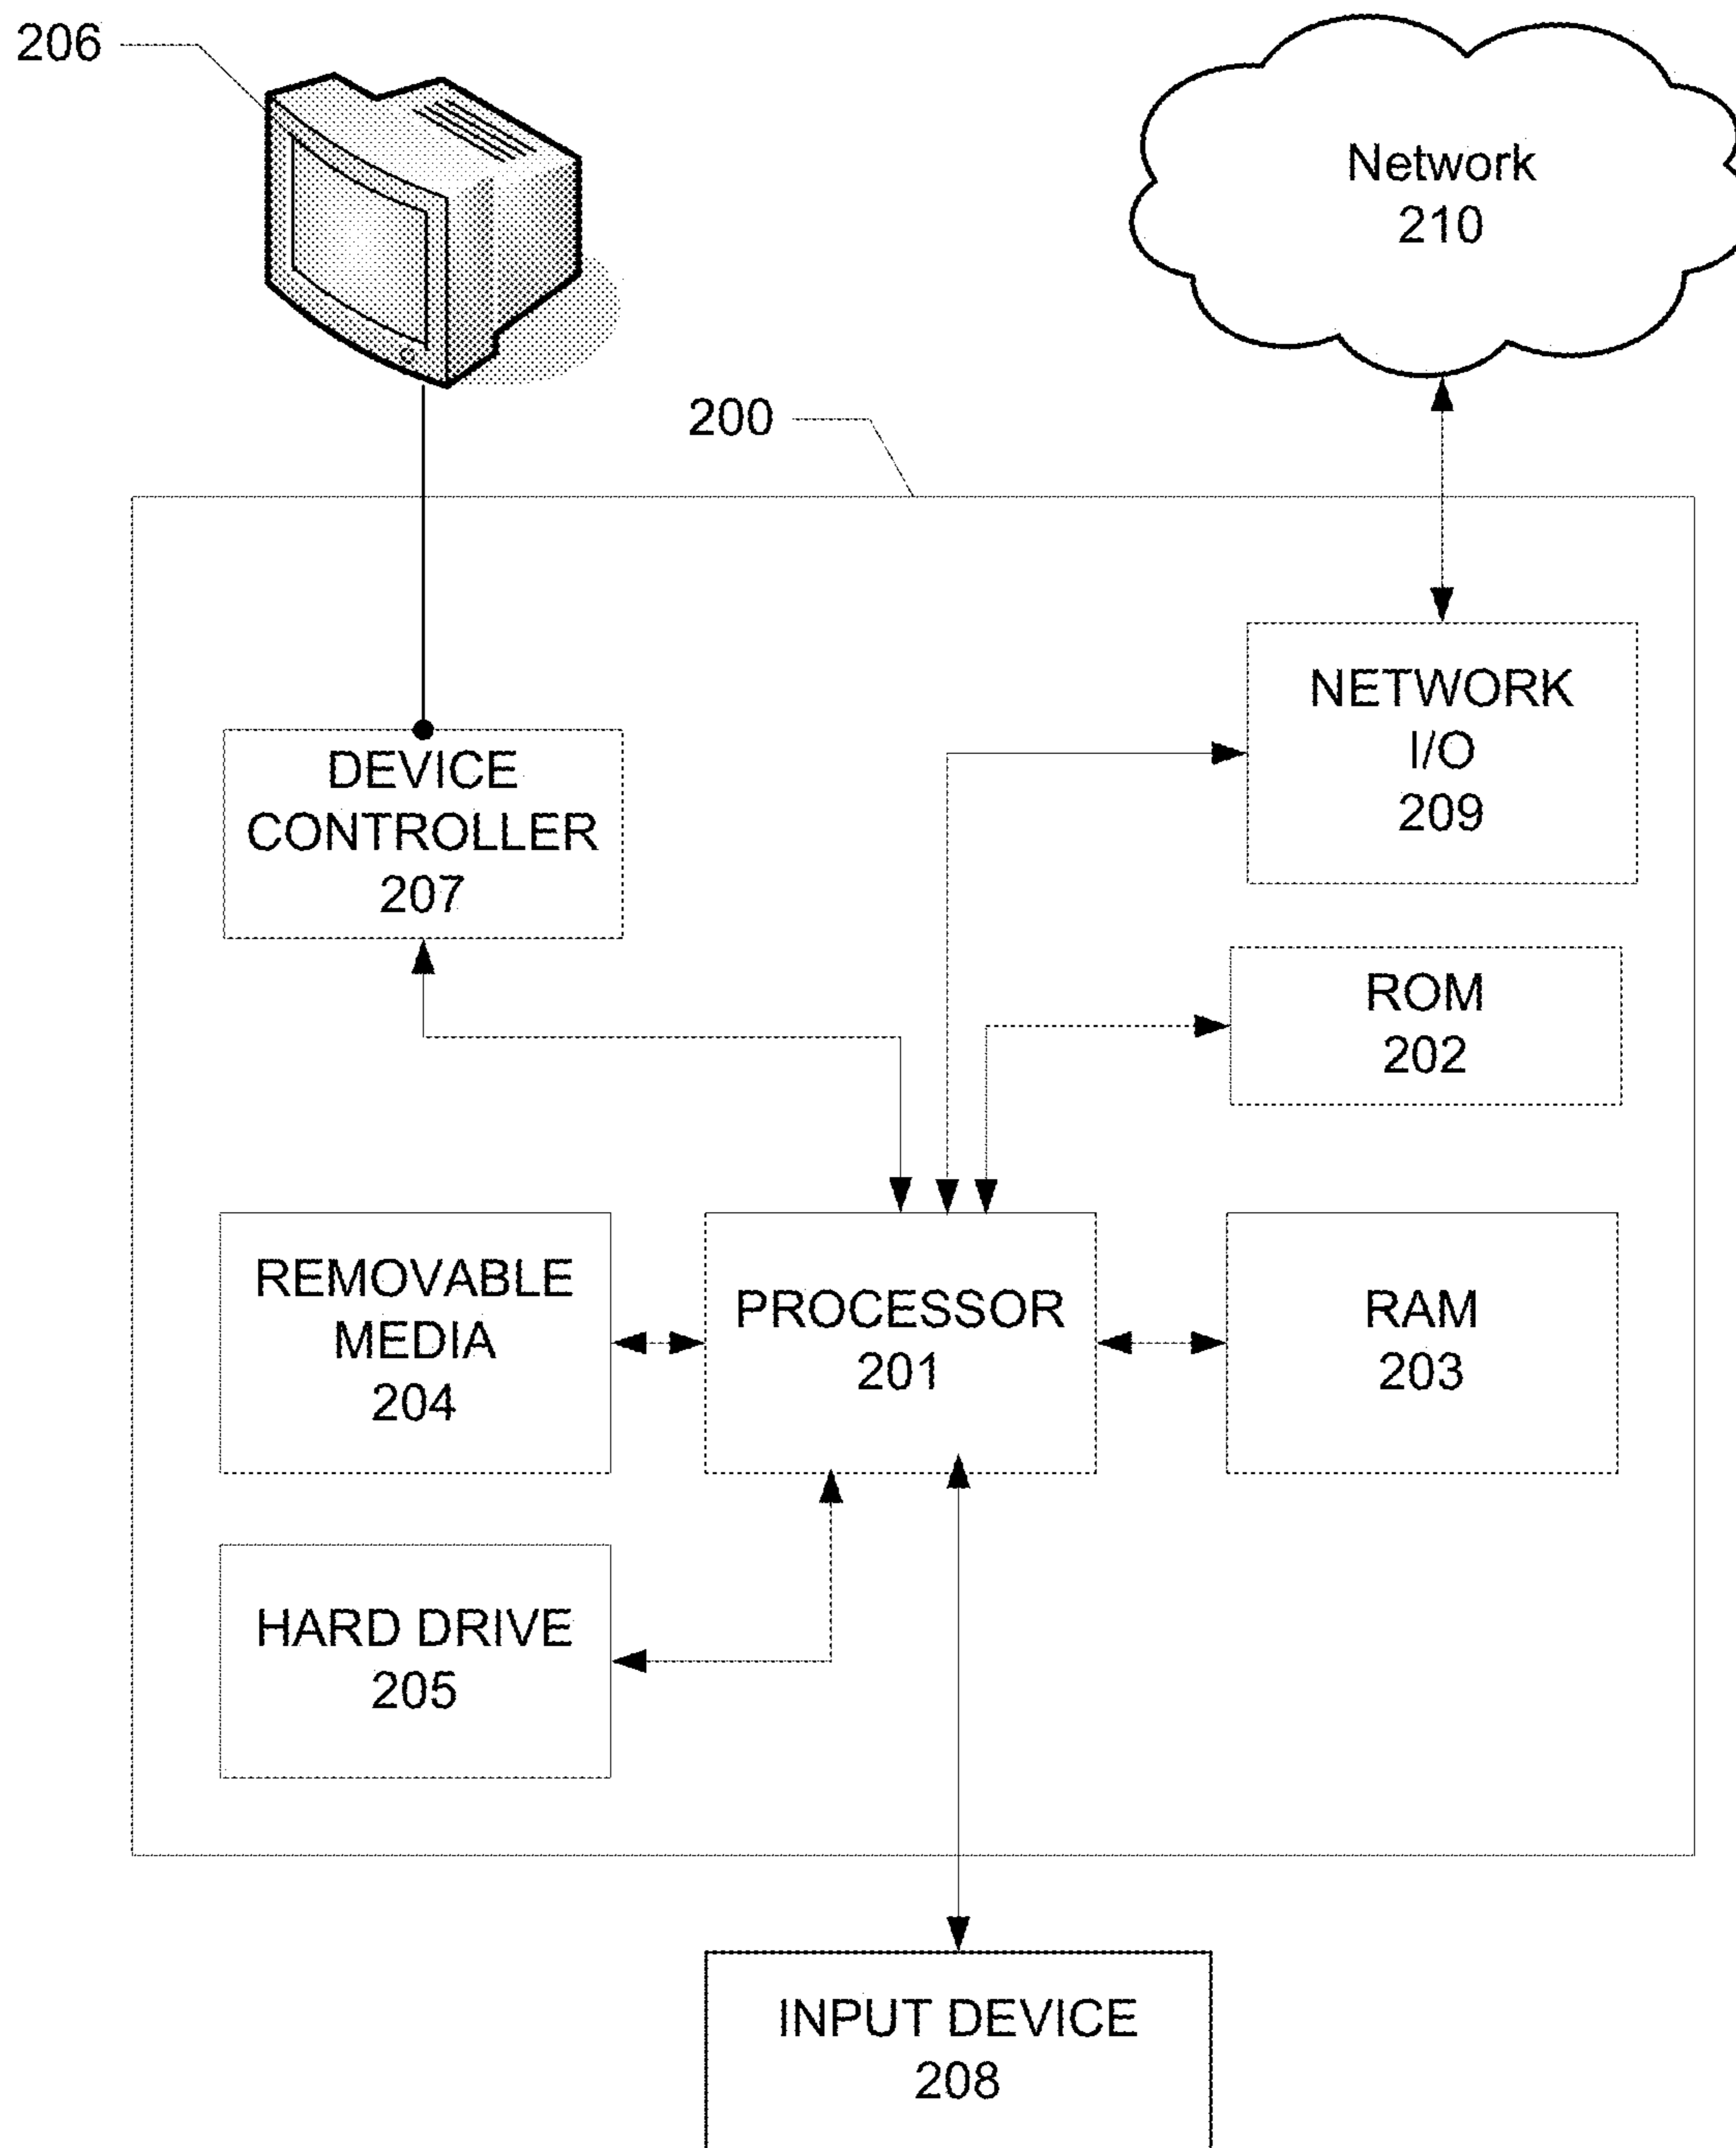 206
Network
210
200
NETWORK
I/O
209
DEVICE
CONTROLLER
207
ROM
202
REMOVABLE
MEDIA
204
PROCESSOR
201
RAM
203
HARD DRIVE
205
INPUT DEVICE
208